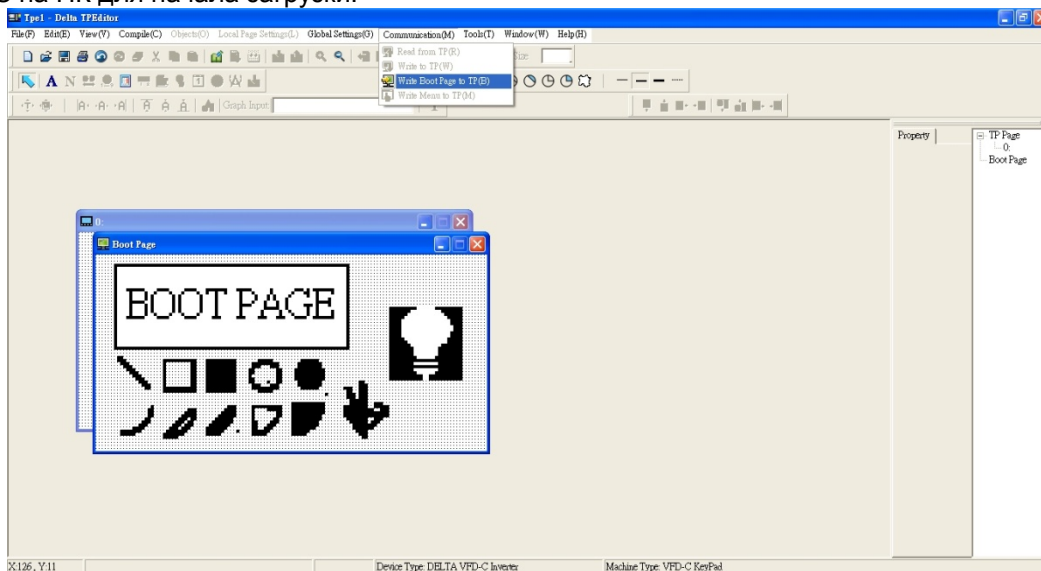 на ПК для начала загрузки.
Tpe1 - Delta TPEditor
File(F) Edit(E) View(V) Compile(C) Objects(O) Local Page Settings(L) Global Settings(G) Communication(M) Tools(T) Window(W) Help(H)
Read from TP(R)
Write to TP(W)
Write Boot Page to TP(B)
Write Menu to TP(M)
Graph Input
Property
TP Page
0:
Boot Page
0:
Boot Page
BOOT PAGE
X:126, Y:11 Device Type: DELTA VFD-C Inverter Machine Type: VFD-C KeyPad